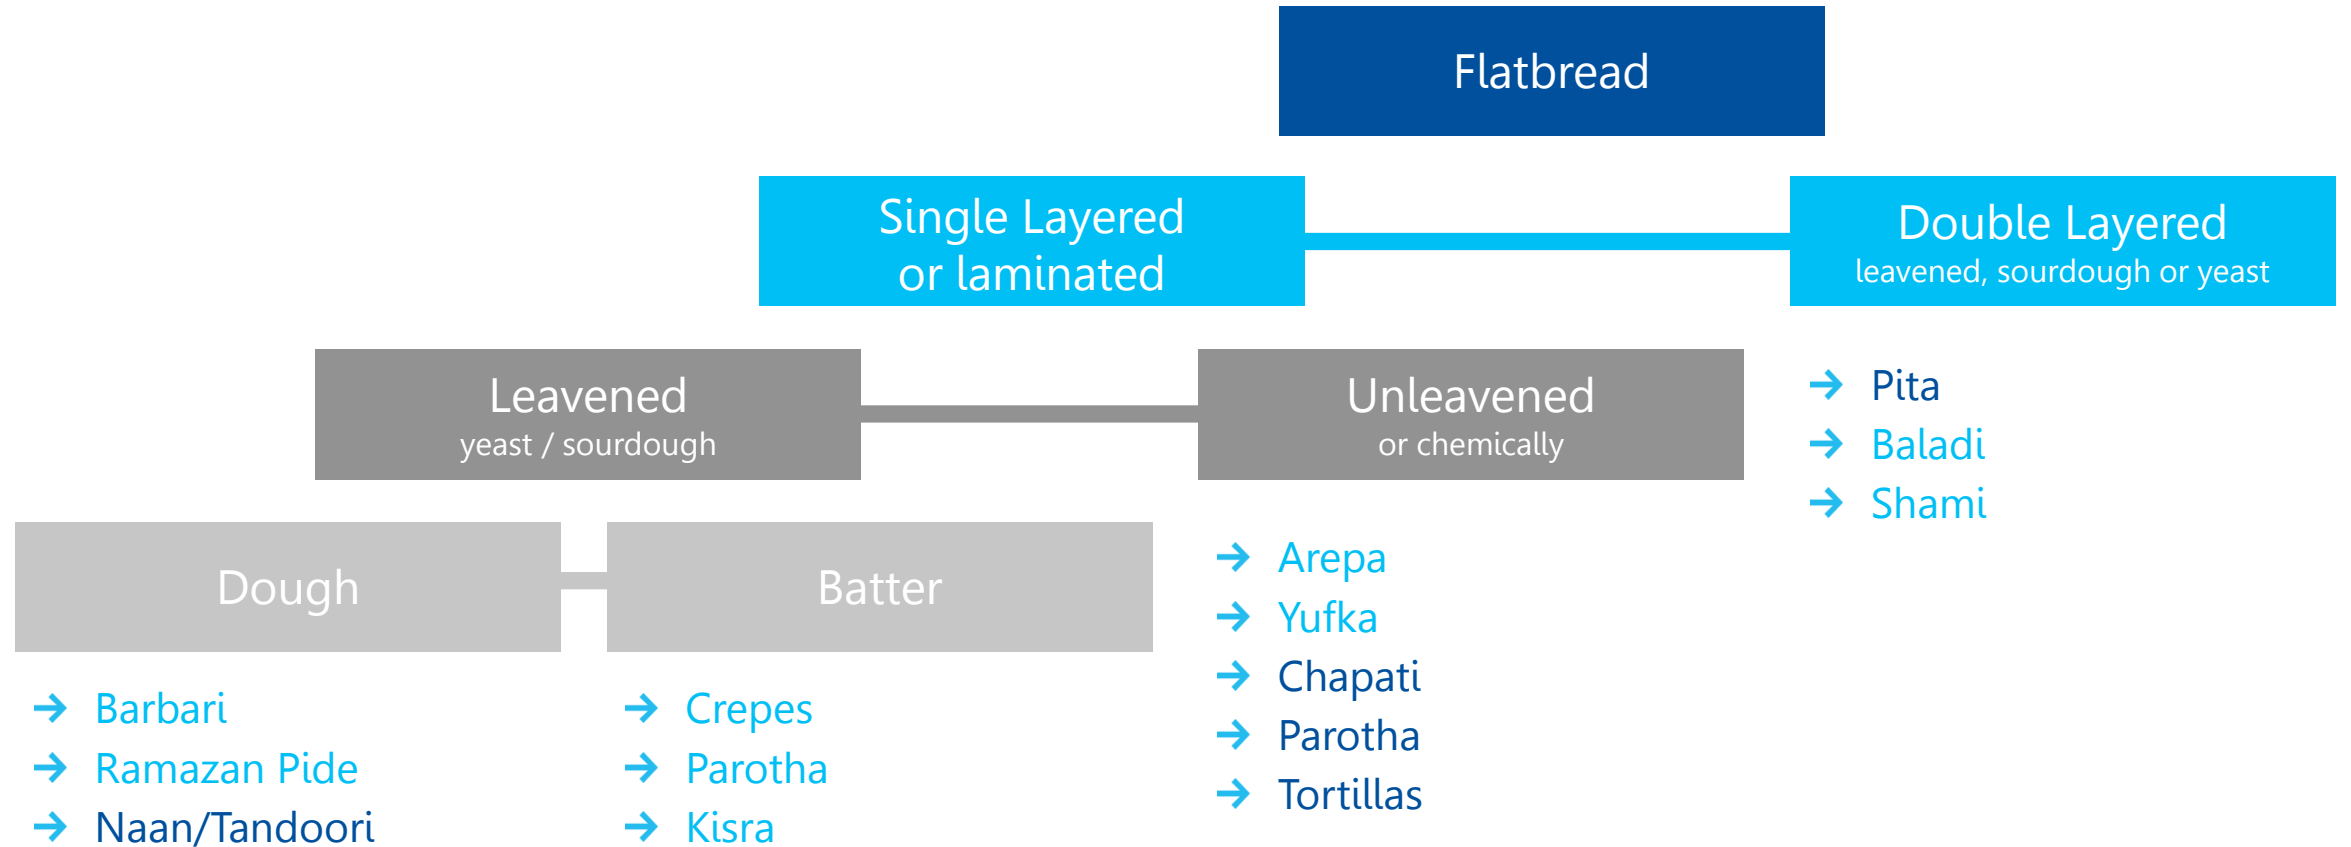 Flatbread
Single Layered
or laminated
Double Layered
leavened, sourdough or yeast
Leavened
yeast / sourdough
Unleavened
or chemically
Pita
Baladi
Shami
Dough
Batter
Arepa
Yufka
Chapati
Parotha
Tortillas
Barbari
Ramazan Pide
Naan/Tandoori
Crepes
Parotha
Kisra